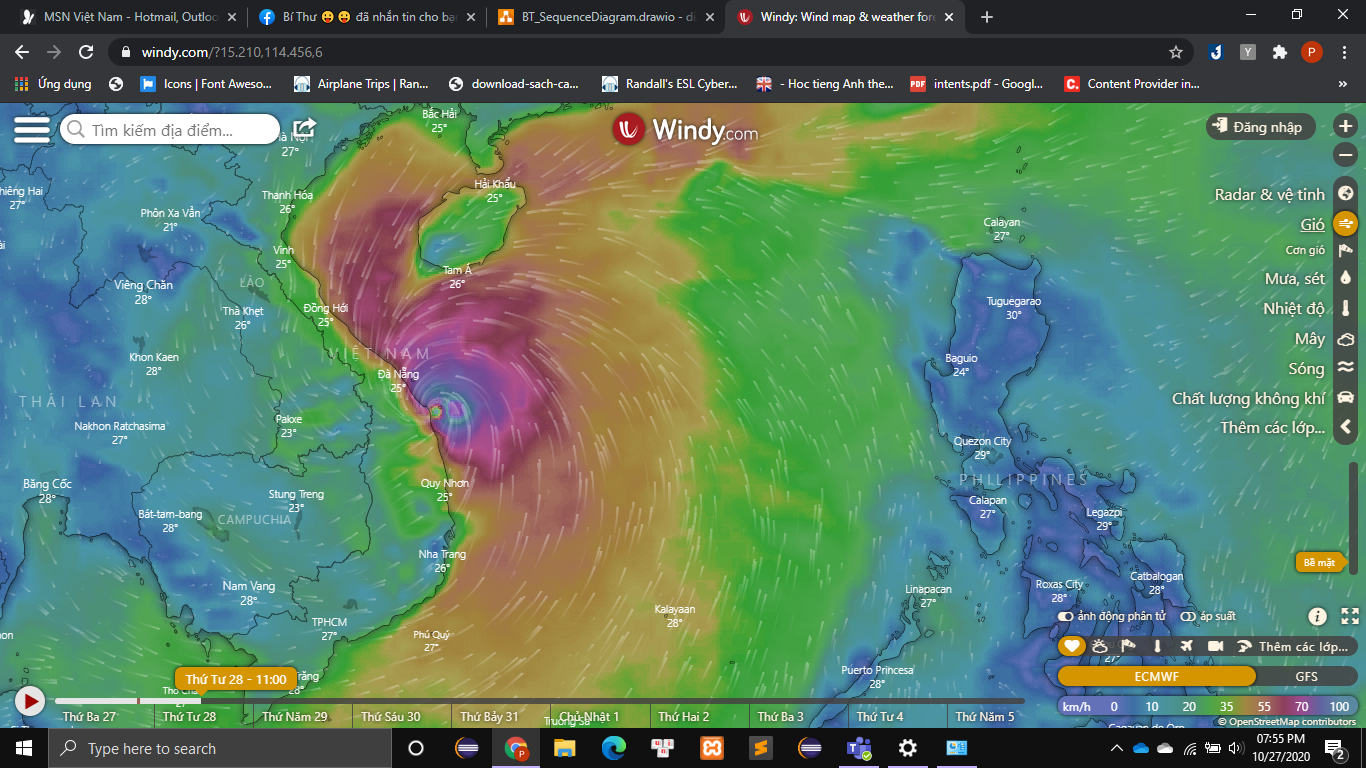 MSN Việt Nam - Hotmail, Outloo
Bí Thư 😛 😛 đã nhắn tin cho bạ
BT_SequenceDiagram.drawio - di
Windy: Wind map & weather fore
windy.com/?15.210,114.456,6
Ứng dụng
Icons | Font Aweso...
Airplane Trips | Ran...
download-sach-ca...
Randall's ESL Cyber...
- Hoc tieng Anh the...
intents.pdf - Googl...
Content Provider in...
Tìm kiếm địa điểm...
Windy.com
Đăng nhập
Bắc Hải
25°
27°
Hải Khẩu
25°
Thanh Hóa
26°
27°
Phôn Xa Vẳn
21°
Calayan
27°
Radar & vệ tinh
Gió
Cơn gió
Mưa, sét
Nhiệt độ
Mây
Sóng
Chất lượng không khí
Thêm các lớp...
Vinh
25°
Tam Á
26°
LÀO
Viêng Chăn
28°
Thà Khẹt
26°
Đồng Hới
25°
Tuguegarao
30°
VIỆT NAM
Khon Kaen
28°
Đà Nẵng
25°
Baguio
24°
THÁI LAN
Nakhon Ratchasima
27°
Pakxe
23°
Quezon City
29°
PHILIPPINES
Băng Cốc
28°
Stung Treng
23°
Quy Nhơn
25°
Calapan
27°
Legazpi
29°
Bát-tam-bang
28°
CAMPUCHIA
Nha Trang
26°
Bề mặt
Nam Vang
28°
Linapacan
27°
Roxas City
28°
Catbalogan
28°
Kalayaan
28°
TPHCM
27°
Phú Quý
27°
ảnh động phân tử
áp suất
Thêm các lớp...
27°
Puerto Princesa
28°
ECMWF
GFS
Thứ Tư 28 - 11:00
28°
27°
km/h 0 10 20 35 55 70 100
Thứ Ba 27
Thứ Tư 28
Thứ Năm 29
Thứ Sáu 30
Thứ Bảy 31
Chủ Nhật 1
Thứ Hai 2
Thứ Ba 3
Thứ Tư 4
Thứ Năm 5
© OpenStreetMap contributors
Type here to search
07:55 PM
10/27/2020
2